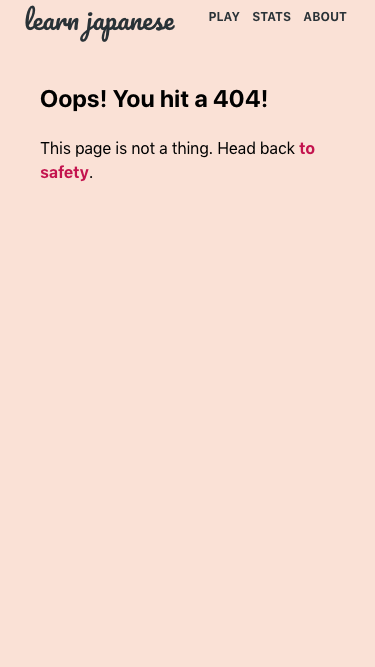 learn japanese
PLAY STATS ABOUT
Oops! You hit a 404!
This page is not a thing. Head back to
safety.